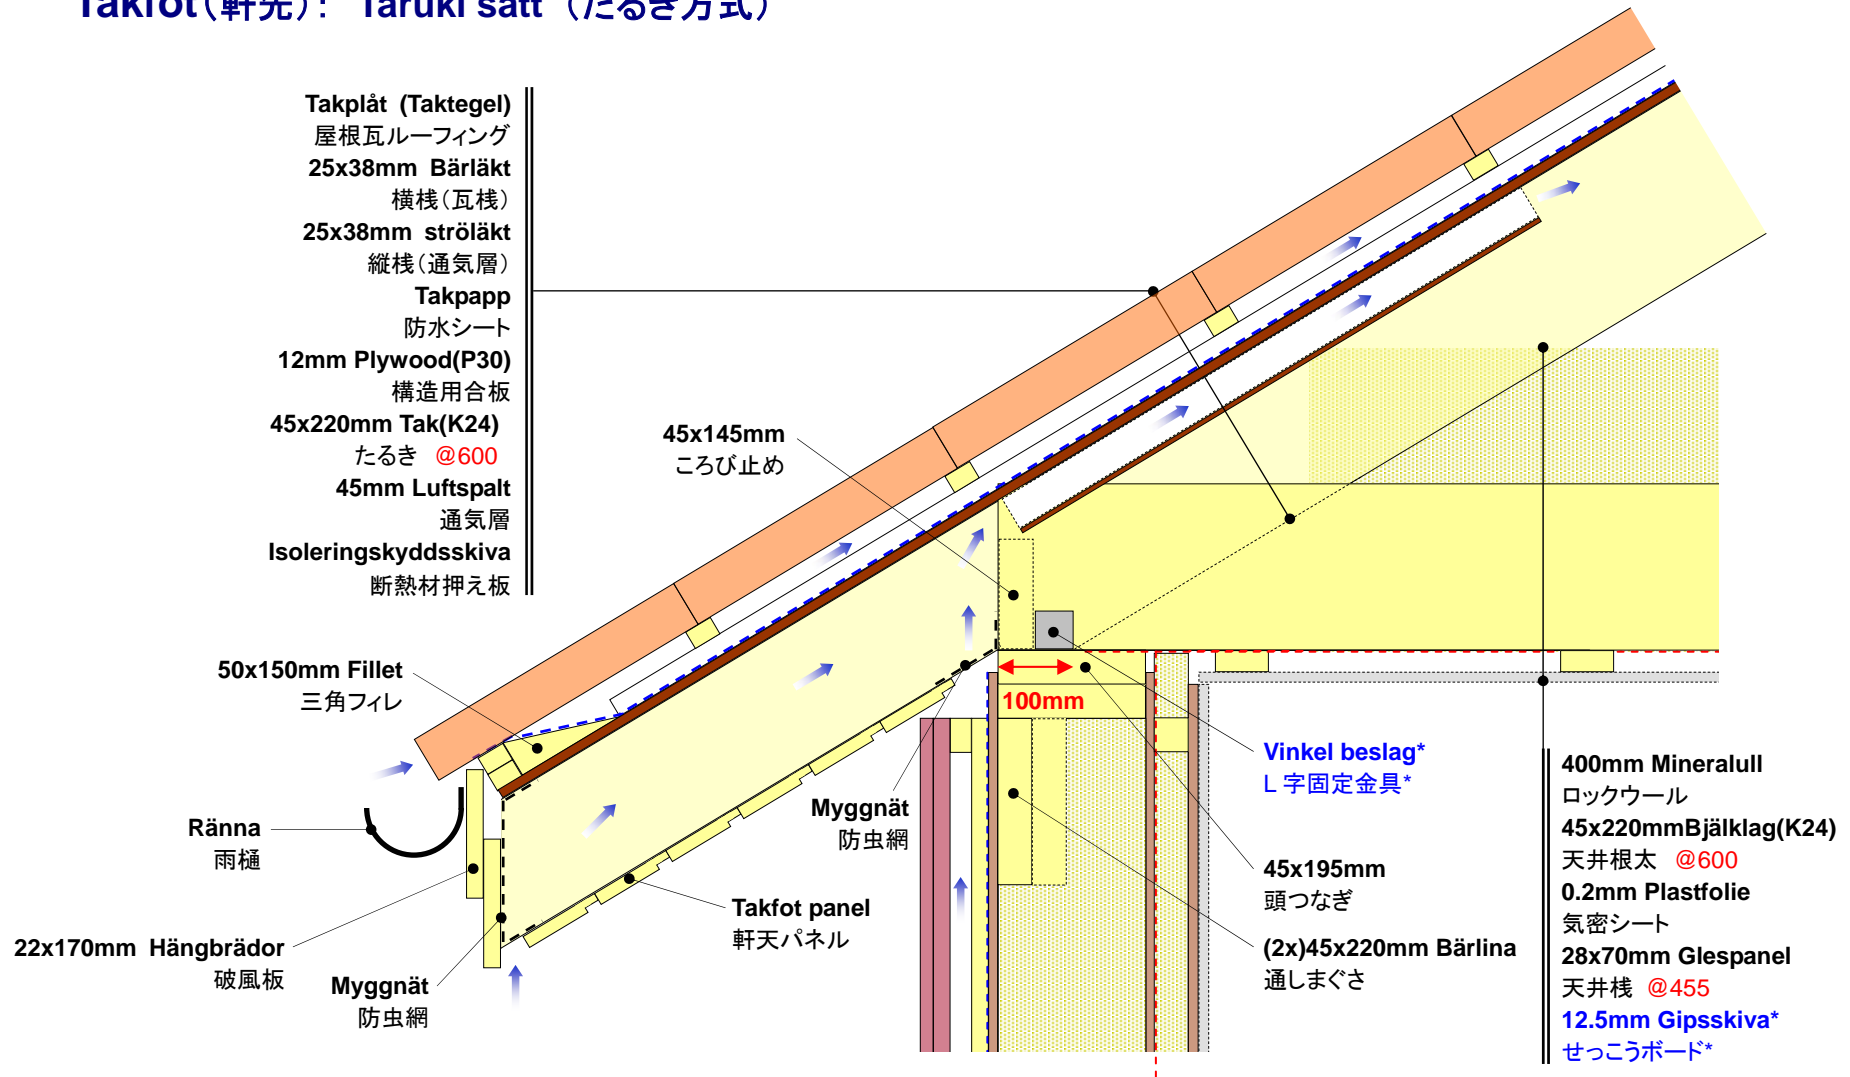 Takfot（軒先）： Taruki sätt （たるき方式）
Takplåt (Taktegel)
屋根瓦ルーフィング
25x38mm Bärläkt
横桟（瓦桟）
25x38mm ströläkt
縦桟（通気層）
Takpapp
防水シート
12mm Plywood(P30)
構造用合板
45x220mm Tak(K24)
たるき @600
45mm Luftspalt
通気層
Isoleringskyddsskiva
断熱材押え板
45x145mm
ころび止め
50x150mm Fillet
三角フィレ
100mm
Ränna
雨樋
22x170mm Hängbrädor
破風板
Myggnät
防虫網
Takfot panel
軒天パネル
Myggnät
防虫網
Vinkel beslag*
L字固定金具*
45x195mm
頭つなぎ
(2x)45x220mm Bärlina
通しまぐさ
400mm Mineralull
ロックウール
45x220mmBjälklag(K24)
天井根太 @600
0.2mm Plastfolie
気密シート
28x70mm Glespanel
天井桟 @455
12.5mm Gipsskiva*
せっこうボード*